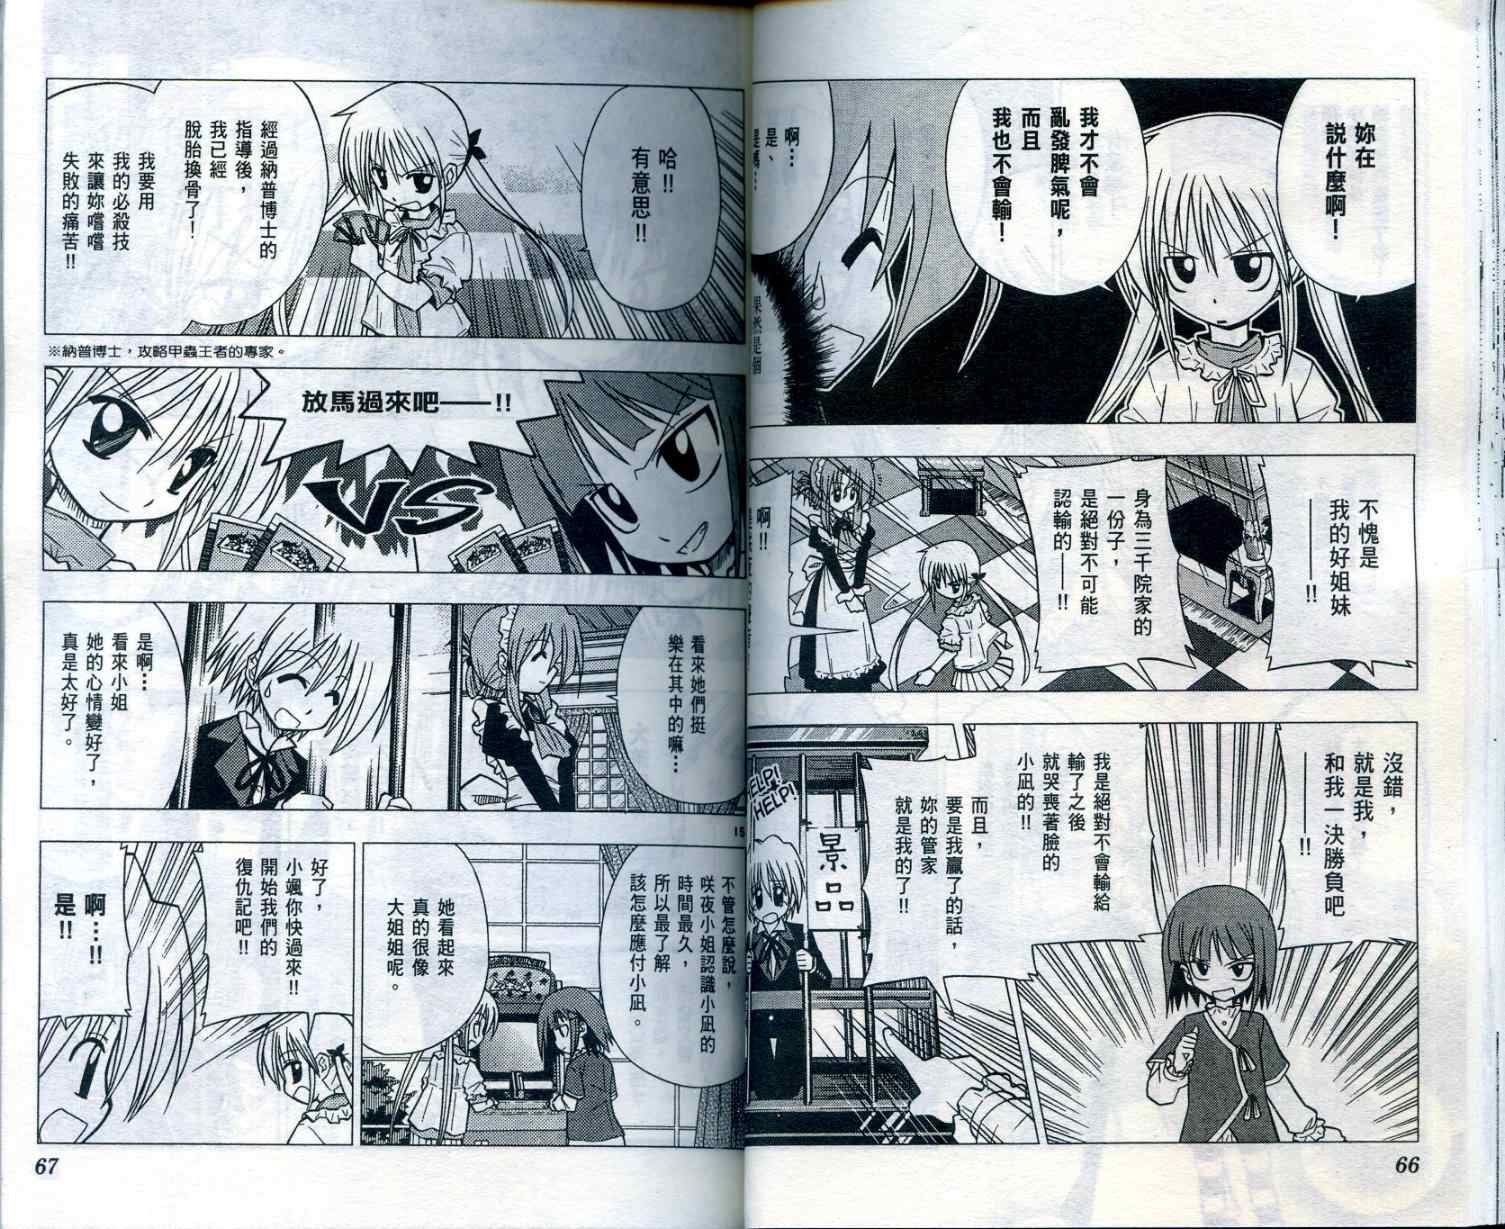 妳在
說什麼啊！
我才不會
亂發脾氣呢，
而且
我也不會輸！
啊…
是、
果然是個
不愧是
我的好姐妹
——!!
身為三千院家的
一份子，
是絕對不可能
認輸的——!!
啊!!
沒錯，
就是我，
和我一決勝負吧
——!!
我是絕對不會輸給
輸了之後
就哭喪著臉的
小凪的!!
而且，
要是我贏了的話，
妳的管家
就是我的了!!
HELP!
HELP!
景品
66
哈!!
有意思!!
經過納普博士的
指導後，
我已經
脫胎換骨了！
我要用
我的必殺技
來讓妳嚐嚐
失敗的痛苦!!
※納普博士，攻略甲蟲王者的專家。
放馬過來吧——!!
VS
看來她們挺
樂在其中的嘛…
是啊…
看來小姐
她的心情變好了，
真是太好了。
15
不管怎麼說，
咲夜小姐認識小凪的
時間最久，
所以最了解
該怎麼應付小凪。
她看起來
真的很像
大姐姐呢。
好了，
小颯你快過來!!
開始我們的
復仇記吧!!
啊…!!
是!!
67